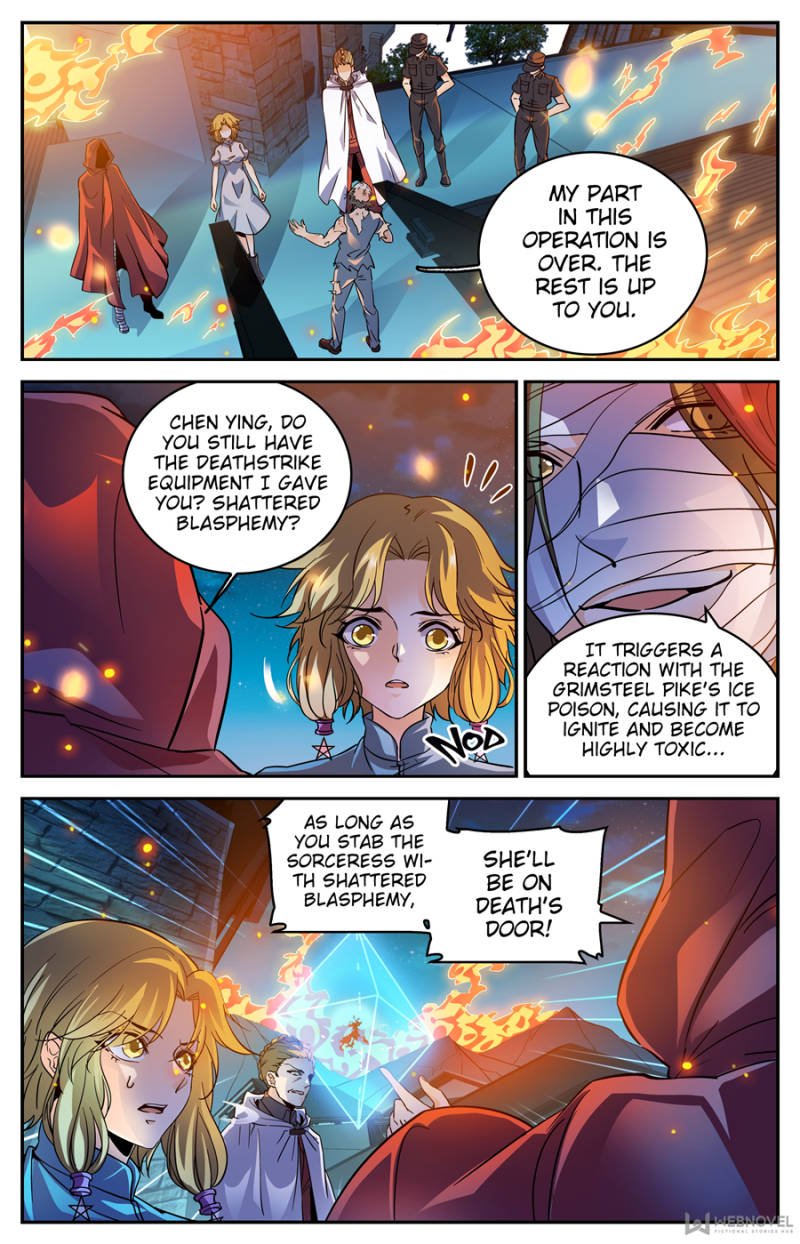 MY PART
IN THIS
OPERATION IS
OVER. THE
REST IS UP
TO YOU.
CHEN YING, DO
YOU STILL HAVE
THE DEATHSTRIKE
EQUIPMENT I GAVE
YOU? SHATTERED
BLASPHEMY?
NOD
IT TRIGGERS A
REACTION WITH THE
GRIMSTEEL PIKE'S ICE
POISON, CAUSING IT TO
IGNITE AND BECOME
HIGHLY TOXIC...
AS LONG AS
YOU STAB THE
SORCERESS WI-
TH SHATTERED
BLASPHEMY,
SHE'LL
BE ON
DEATH'S
DOOR!
WEBNOVEL
FICTIONAL STORIES HUB